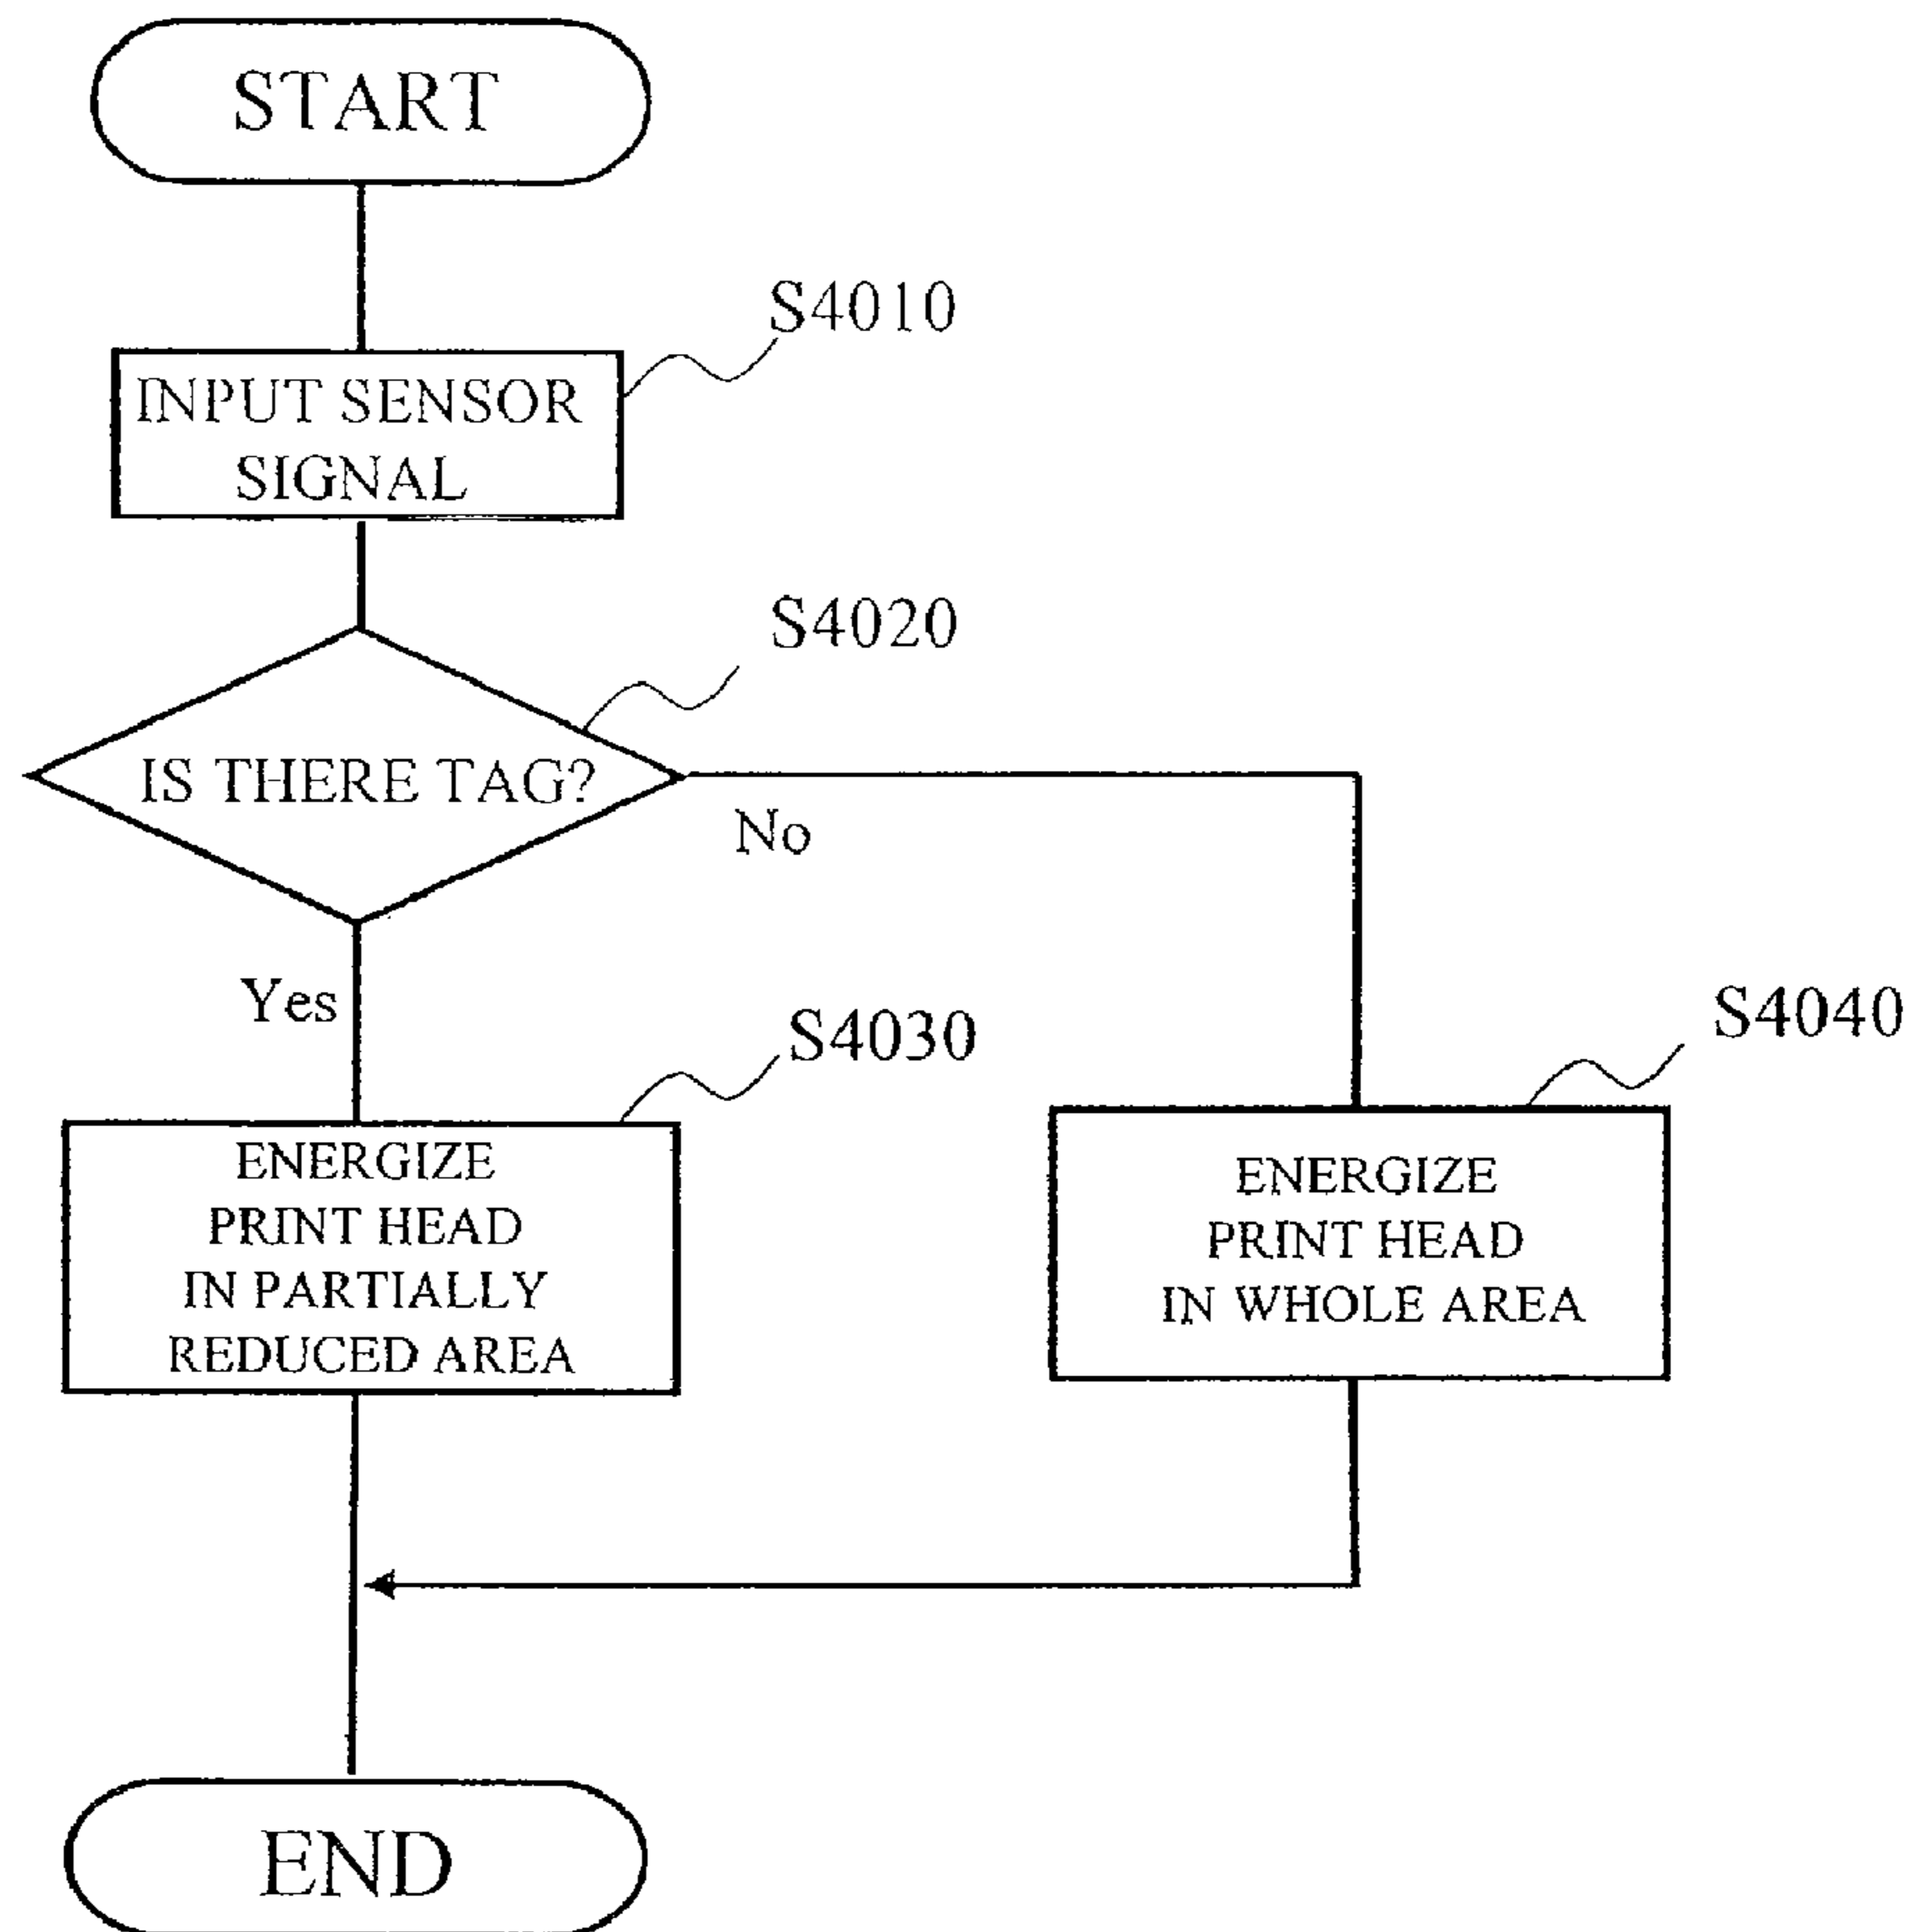 START
S4010
INPUT SENSOR
SIGNAL
S4020
IS THERE TAG?
No
Yes
S4030
S4040
ENERGIZE
PRINT HEAD
IN PARTIALLY
REDUCED AREA
ENERGIZE
PRINT HEAD
IN WHOLE AREA
END